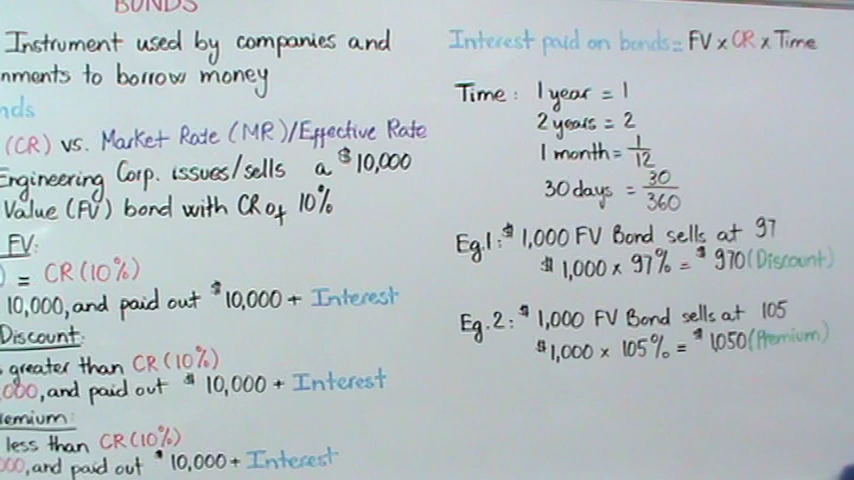 BONDS
Instrument used by companies and
nments to borrow money
nds
(CR) vs. Market Rate (MR)/Effective Rate
Engineering Corp. issues/sells a $10,000
Value (FV) bond with CR of 10%
FV:
) = CR(10%)
10,000, and paid out $10,000 + Interest
Discount:
greater than CR(10%)
,000, and paid out $10,000 + Interest
remium:
less than CR(10%)
000, and paid out $10,000 + Interest
Interest paid on bonds = FV x CR x Time
Time: 1 year = 1
2 years = 2
1 month = 1/12
30 days = 30/360
Eg.1: $1,000 FV Bond sells at 97
$1,000 x 97% = $970 (Discount)
Eg.2: $1,000 FV Bond sells at 105
$1,000 x 105% = $1,050 (Premium)